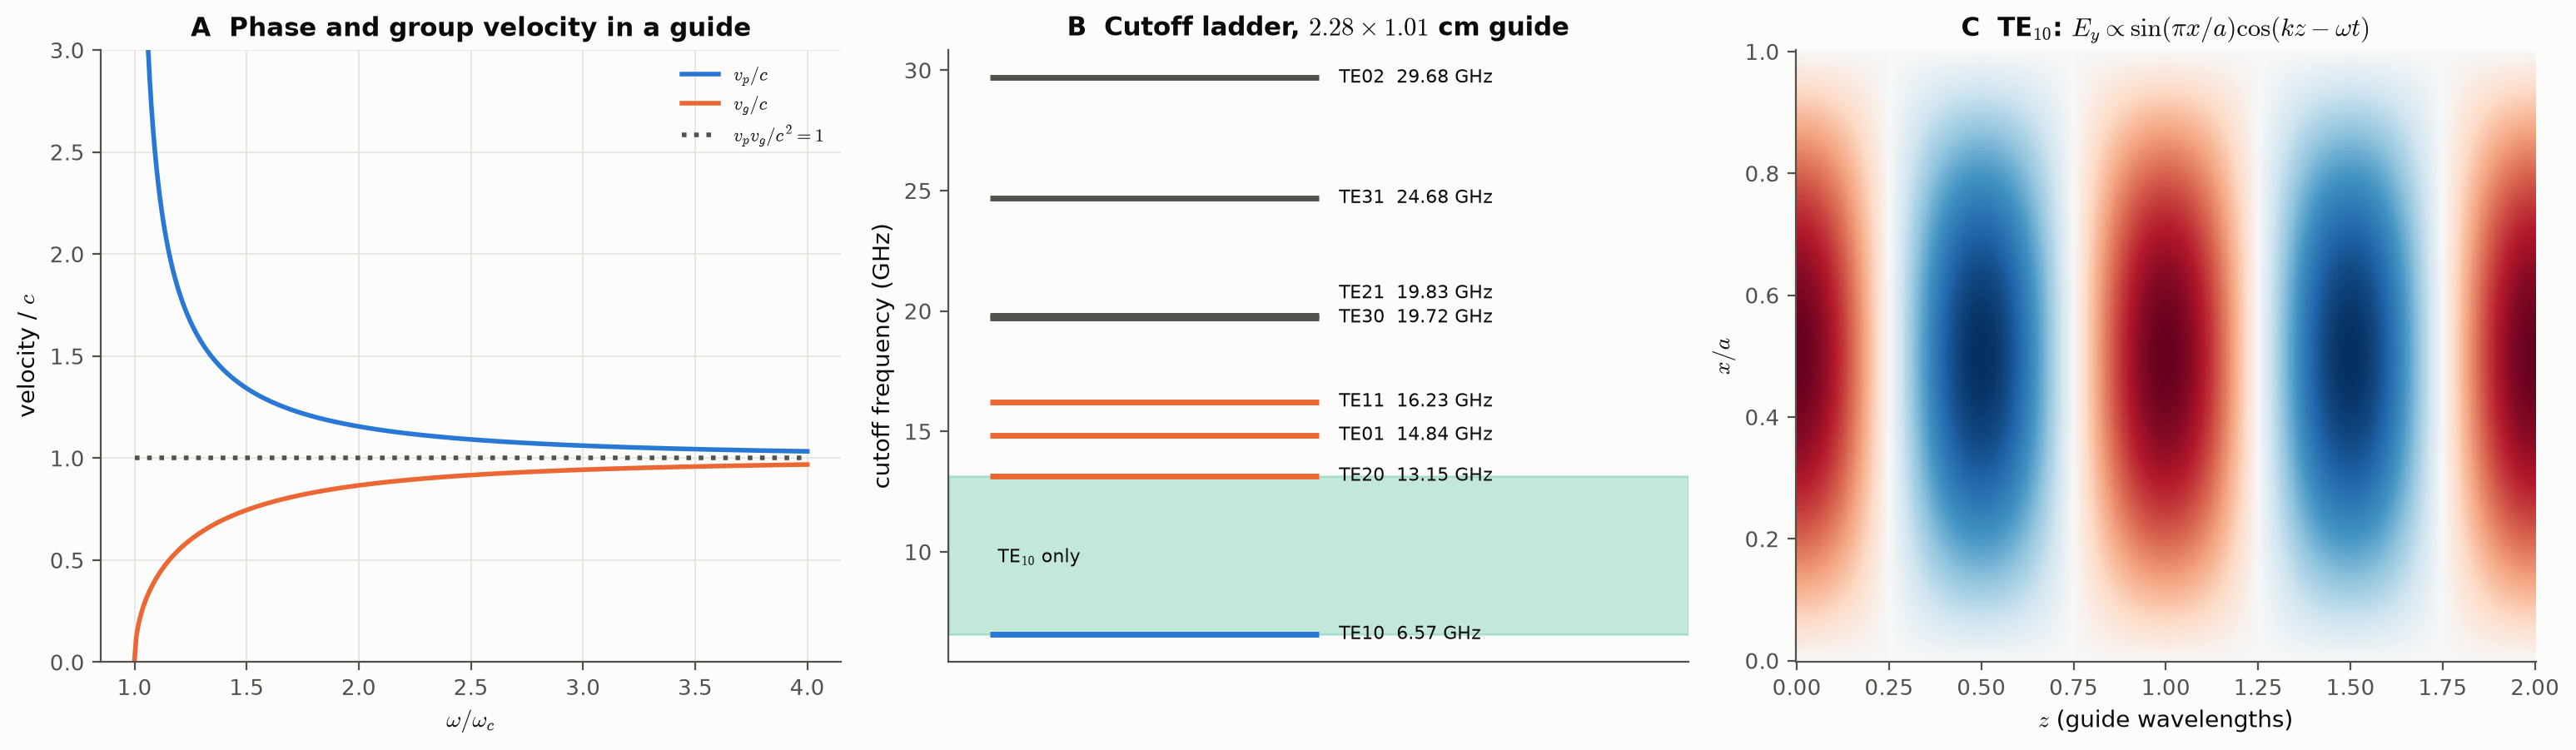 A Phase and group velocity in a guide
3.0
2.5
2.0
1.5
1.0
0.5
0.0
velocity / c
v_p/c
v_g/c
v_p v_g/c² = 1
1.0 1.5 2.0 2.5 3.0 3.5 4.0
ω/ω_c
B Cutoff ladder, 2.28 × 1.01 cm guide
30
25
20
15
10
cutoff frequency (GHz)
TE02 29.68 GHz
TE31 24.68 GHz
TE21 19.83 GHz
TE30 19.72 GHz
TE11 16.23 GHz
TE01 14.84 GHz
TE20 13.15 GHz
TE₁₀ only
TE10 6.57 GHz
C TE₁₀: E_y ∝ sin(πx/a)cos(kz − ωt)
1.0
0.8
0.6
0.4
0.2
0.0
x/a
0.00 0.25 0.50 0.75 1.00 1.25 1.50 1.75 2.00
z (guide wavelengths)